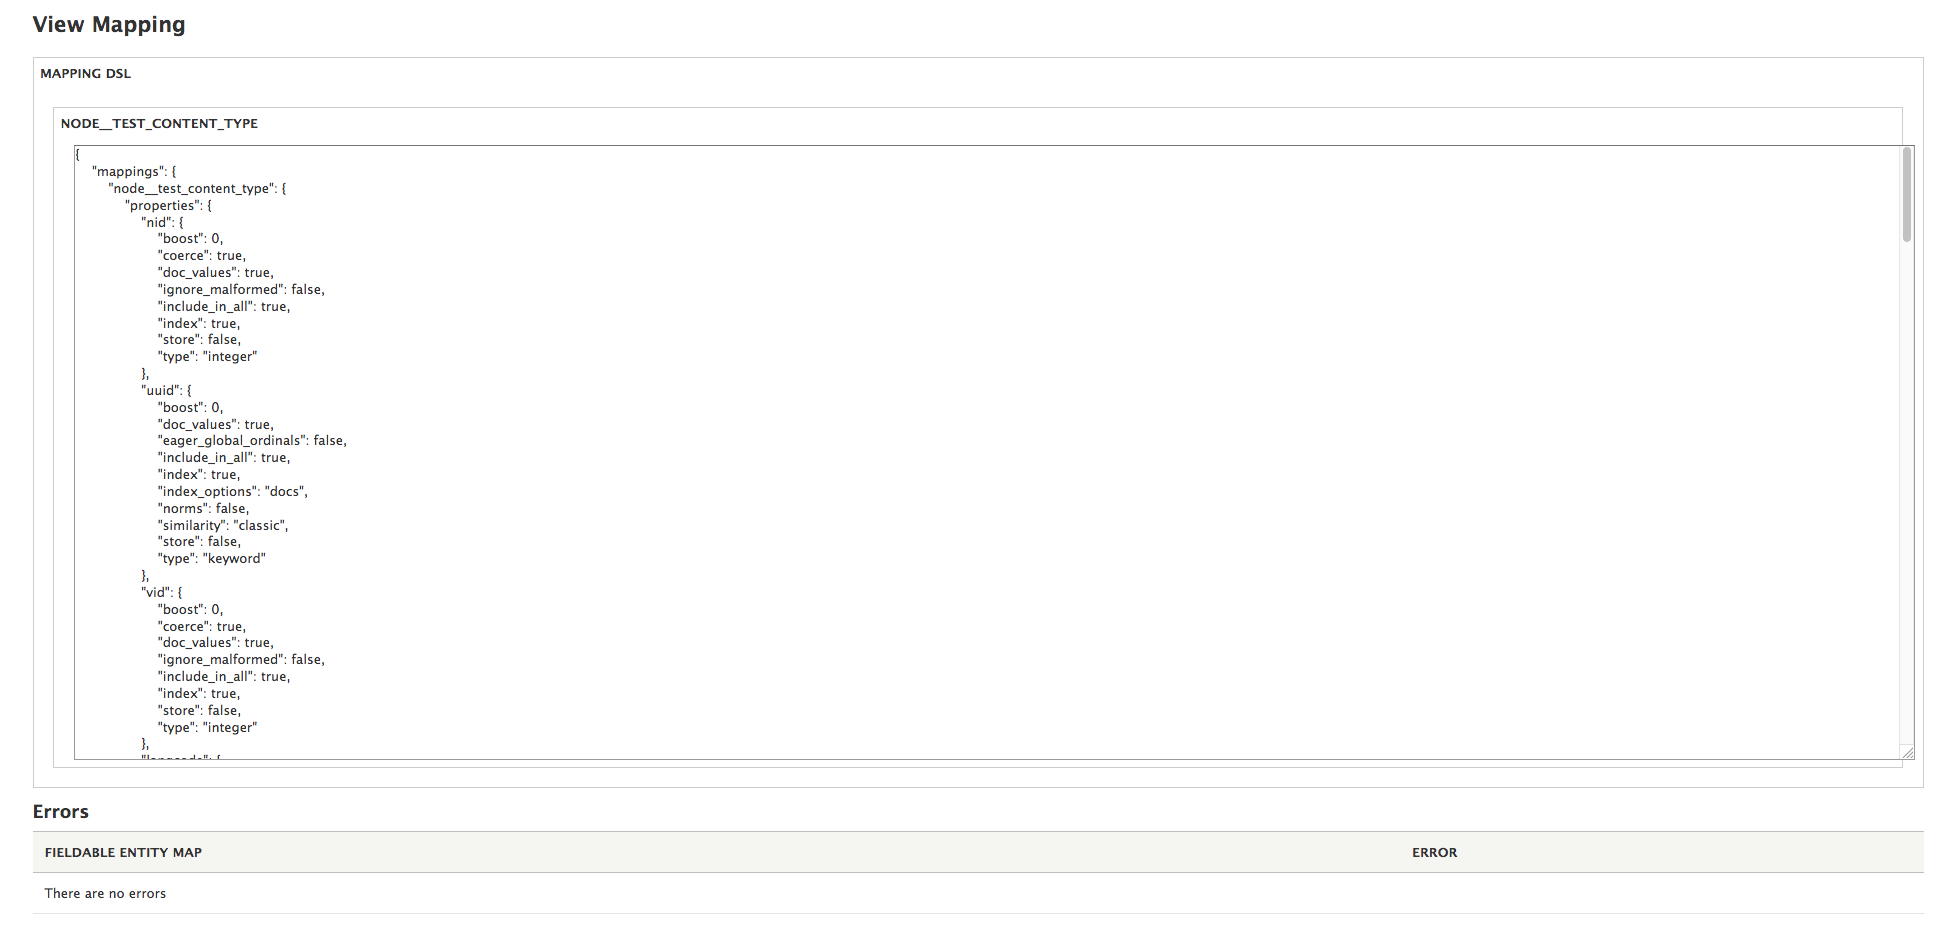 View Mapping
MAPPING DSL
NODE__TEST_CONTENT_TYPE
{
"mappings": {
"node__test_content_type": {
"properties": {
"nid": {
"boost": 0,
"coerce": true,
"doc_values": true,
"ignore_malformed": false,
"include_in_all": true,
"index": true,
"store": false,
"type": "integer"
},
"uuid": {
"boost": 0,
"doc_values": true,
"eager_global_ordinals": false,
"include_in_all": true,
"index": true,
"index_options": "docs",
"norms": false,
"similarity": "classic",
"store": false,
"type": "keyword"
},
"vid": {
"boost": 0,
"coerce": true,
"doc_values": true,
"ignore_malformed": false,
"include_in_all": true,
"index": true,
"store": false,
"type": "integer"
},
Errors
FIELDABLE ENTITY MAP ERROR
There are no errors